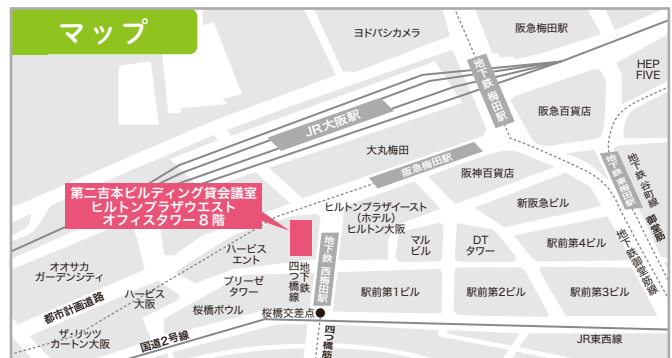 マップ
ヨドバシカメラ
阪急梅田駅
地下鉄 梅田駅
HEP
FIVE
阪急百貨店
JR大阪駅
大丸梅田
阪急梅田駅
阪神百貨店
地下鉄 東梅田駅
地下鉄 谷町線
御堂筋
地下鉄御堂筋線
第二吉本ビルディング貸会議室
ヒルトンプラザウエスト
オフィスタワー8階
ヒルトンプラザイースト
(ホテル)
ヒルトン大阪
新阪急ビル
ハービス
エント
地下鉄
四つ橋線
地下鉄 西梅田駅
マル
ビル
DT
タワー
駅前第4ビル
オオサカ
ガーデンシティ
都市計画道路
ハービス
大阪
ブリーゼ
タワー
桜橋ボウル
桜橋交差点
駅前第1ビル
駅前第2ビル
駅前第3ビル
ザ・リッツ
カートン大阪
国道2号線
四つ橋筋
JR東西線